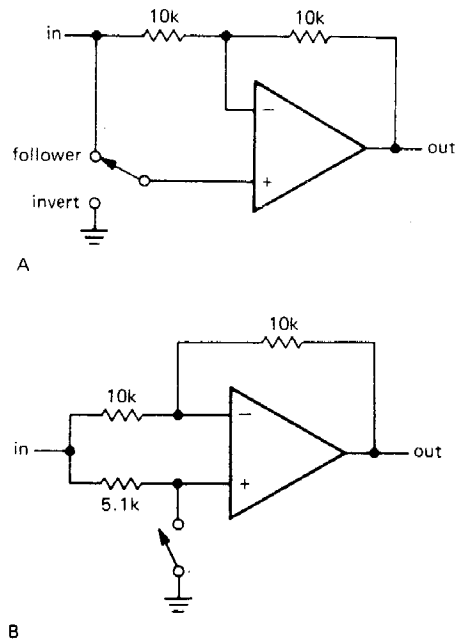 10k 10k
in
−
follower out
+
invert
A
10k
10k
−
in out
+
5.1k
B